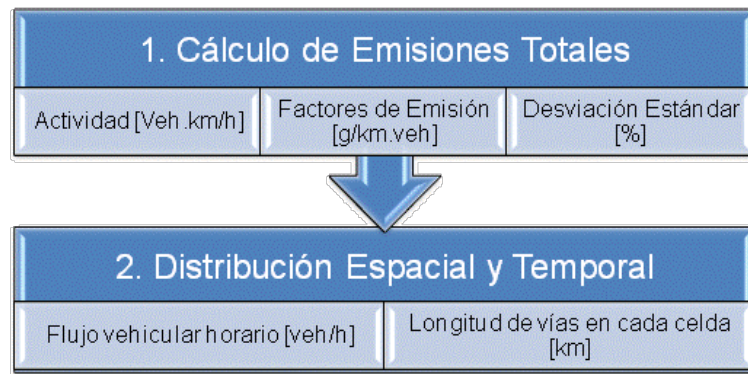 1. Cálculo de Emisiones Totales
Actividad [Veh.km/h]
Factores de Emisión
[g/km.veh]
Desviación Estándar
[%]
2. Distribución Espacial y Temporal
Flujo vehicular horario [veh/h]
Longitud de vías en cada celda
[km]